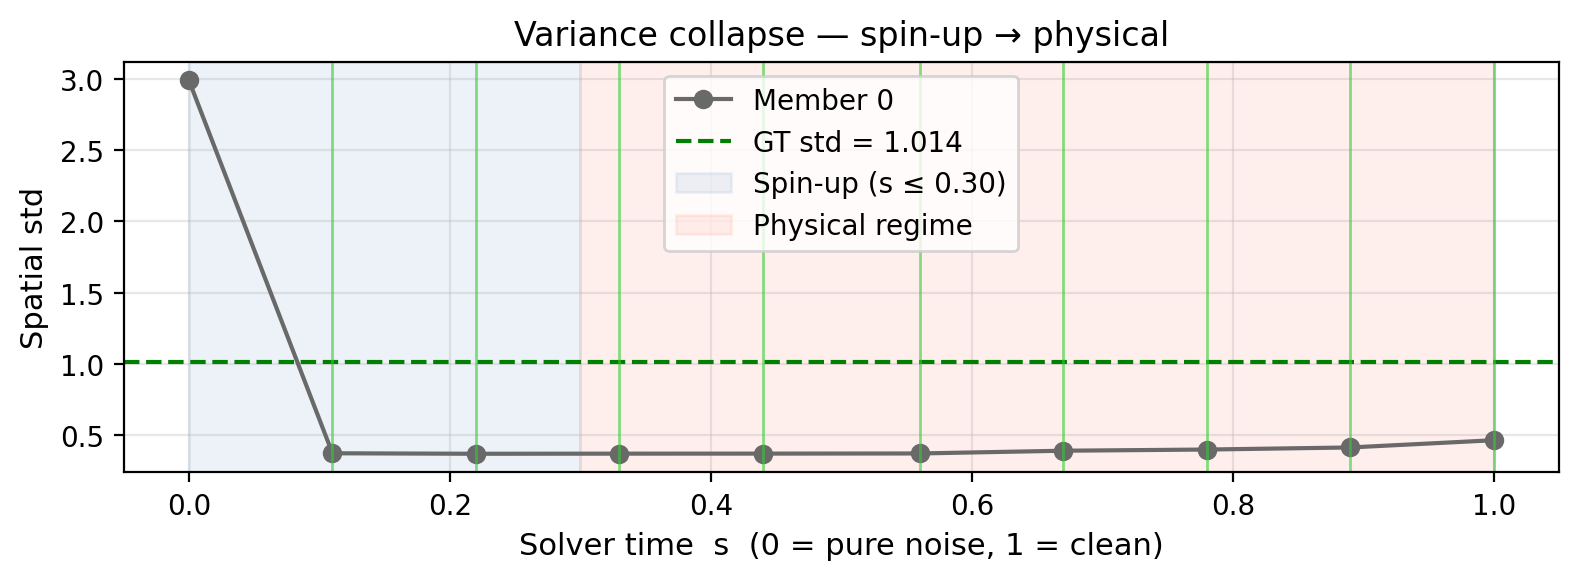 Variance collapse — spin-up → physical
3.0
2.5
2.0
1.5
1.0
0.5
Spatial std
Member 0
GT std = 1.014
Spin-up (s ≤ 0.30)
Physical regime
0.0 0.2 0.4 0.6 0.8 1.0
Solver time s (0 = pure noise, 1 = clean)